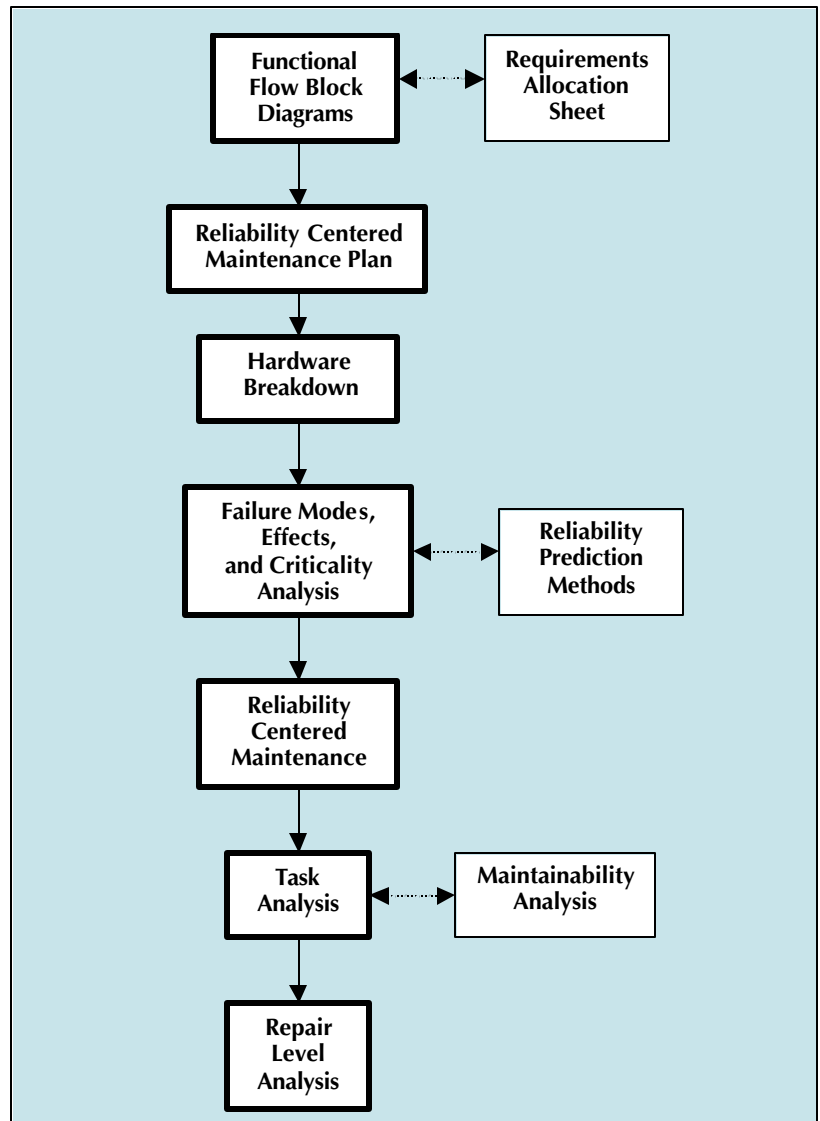 Functional
Flow Block
Diagrams
Requirements
Allocation
Sheet
Reliability Centered
Maintenance Plan
Hardware
Breakdown
Failure Modes,
Effects,
and Criticality
Analysis
Reliability
Prediction
Methods
Reliability
Centered
Maintenance
Task
Analysis
Maintainability
Analysis
Repair
Level
Analysis